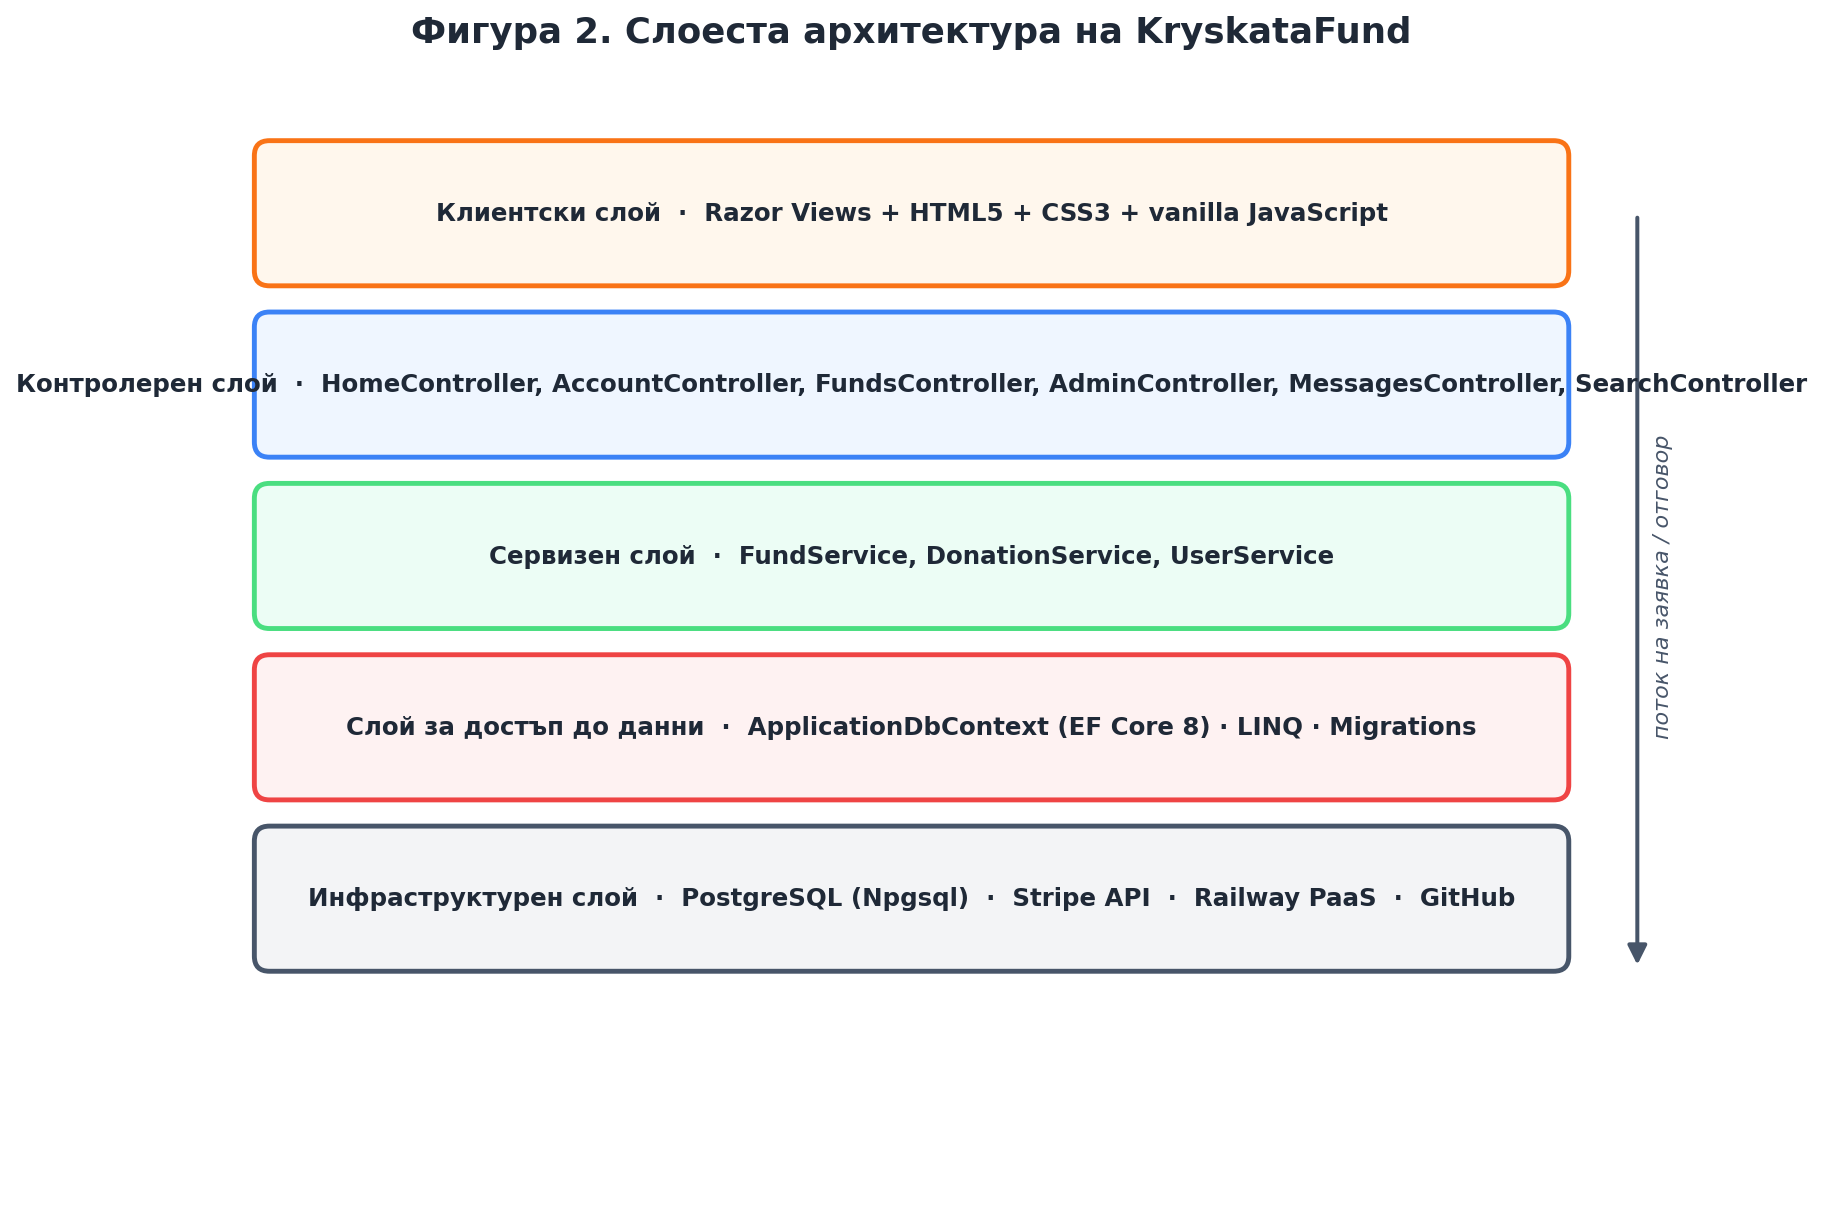 Фигура 2. Слоеста архитектура на KryskataFund
Клиентски слой · Razor Views + HTML5 + CSS3 + vanilla JavaScript
Контролерен слой · HomeController, AccountController, FundsController, AdminController, MessagesController, SearchController
Сервизен слой · FundService, DonationService, UserService
Слой за достъп до данни · ApplicationDbContext (EF Core 8) · LINQ · Migrations
Инфраструктурен слой · PostgreSQL (Npgsql) · Stripe API · Railway PaaS · GitHub
поток на заявка / отговор